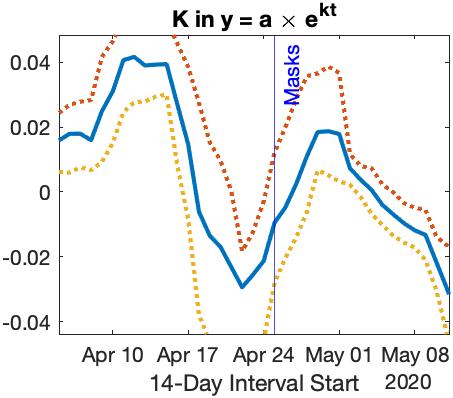 K in y = a × e^kt
0.04
0.02
0
-0.02
-0.04
Masks
Apr 10 Apr 17 Apr 24 May 01 May 08
14-Day Interval Start 2020